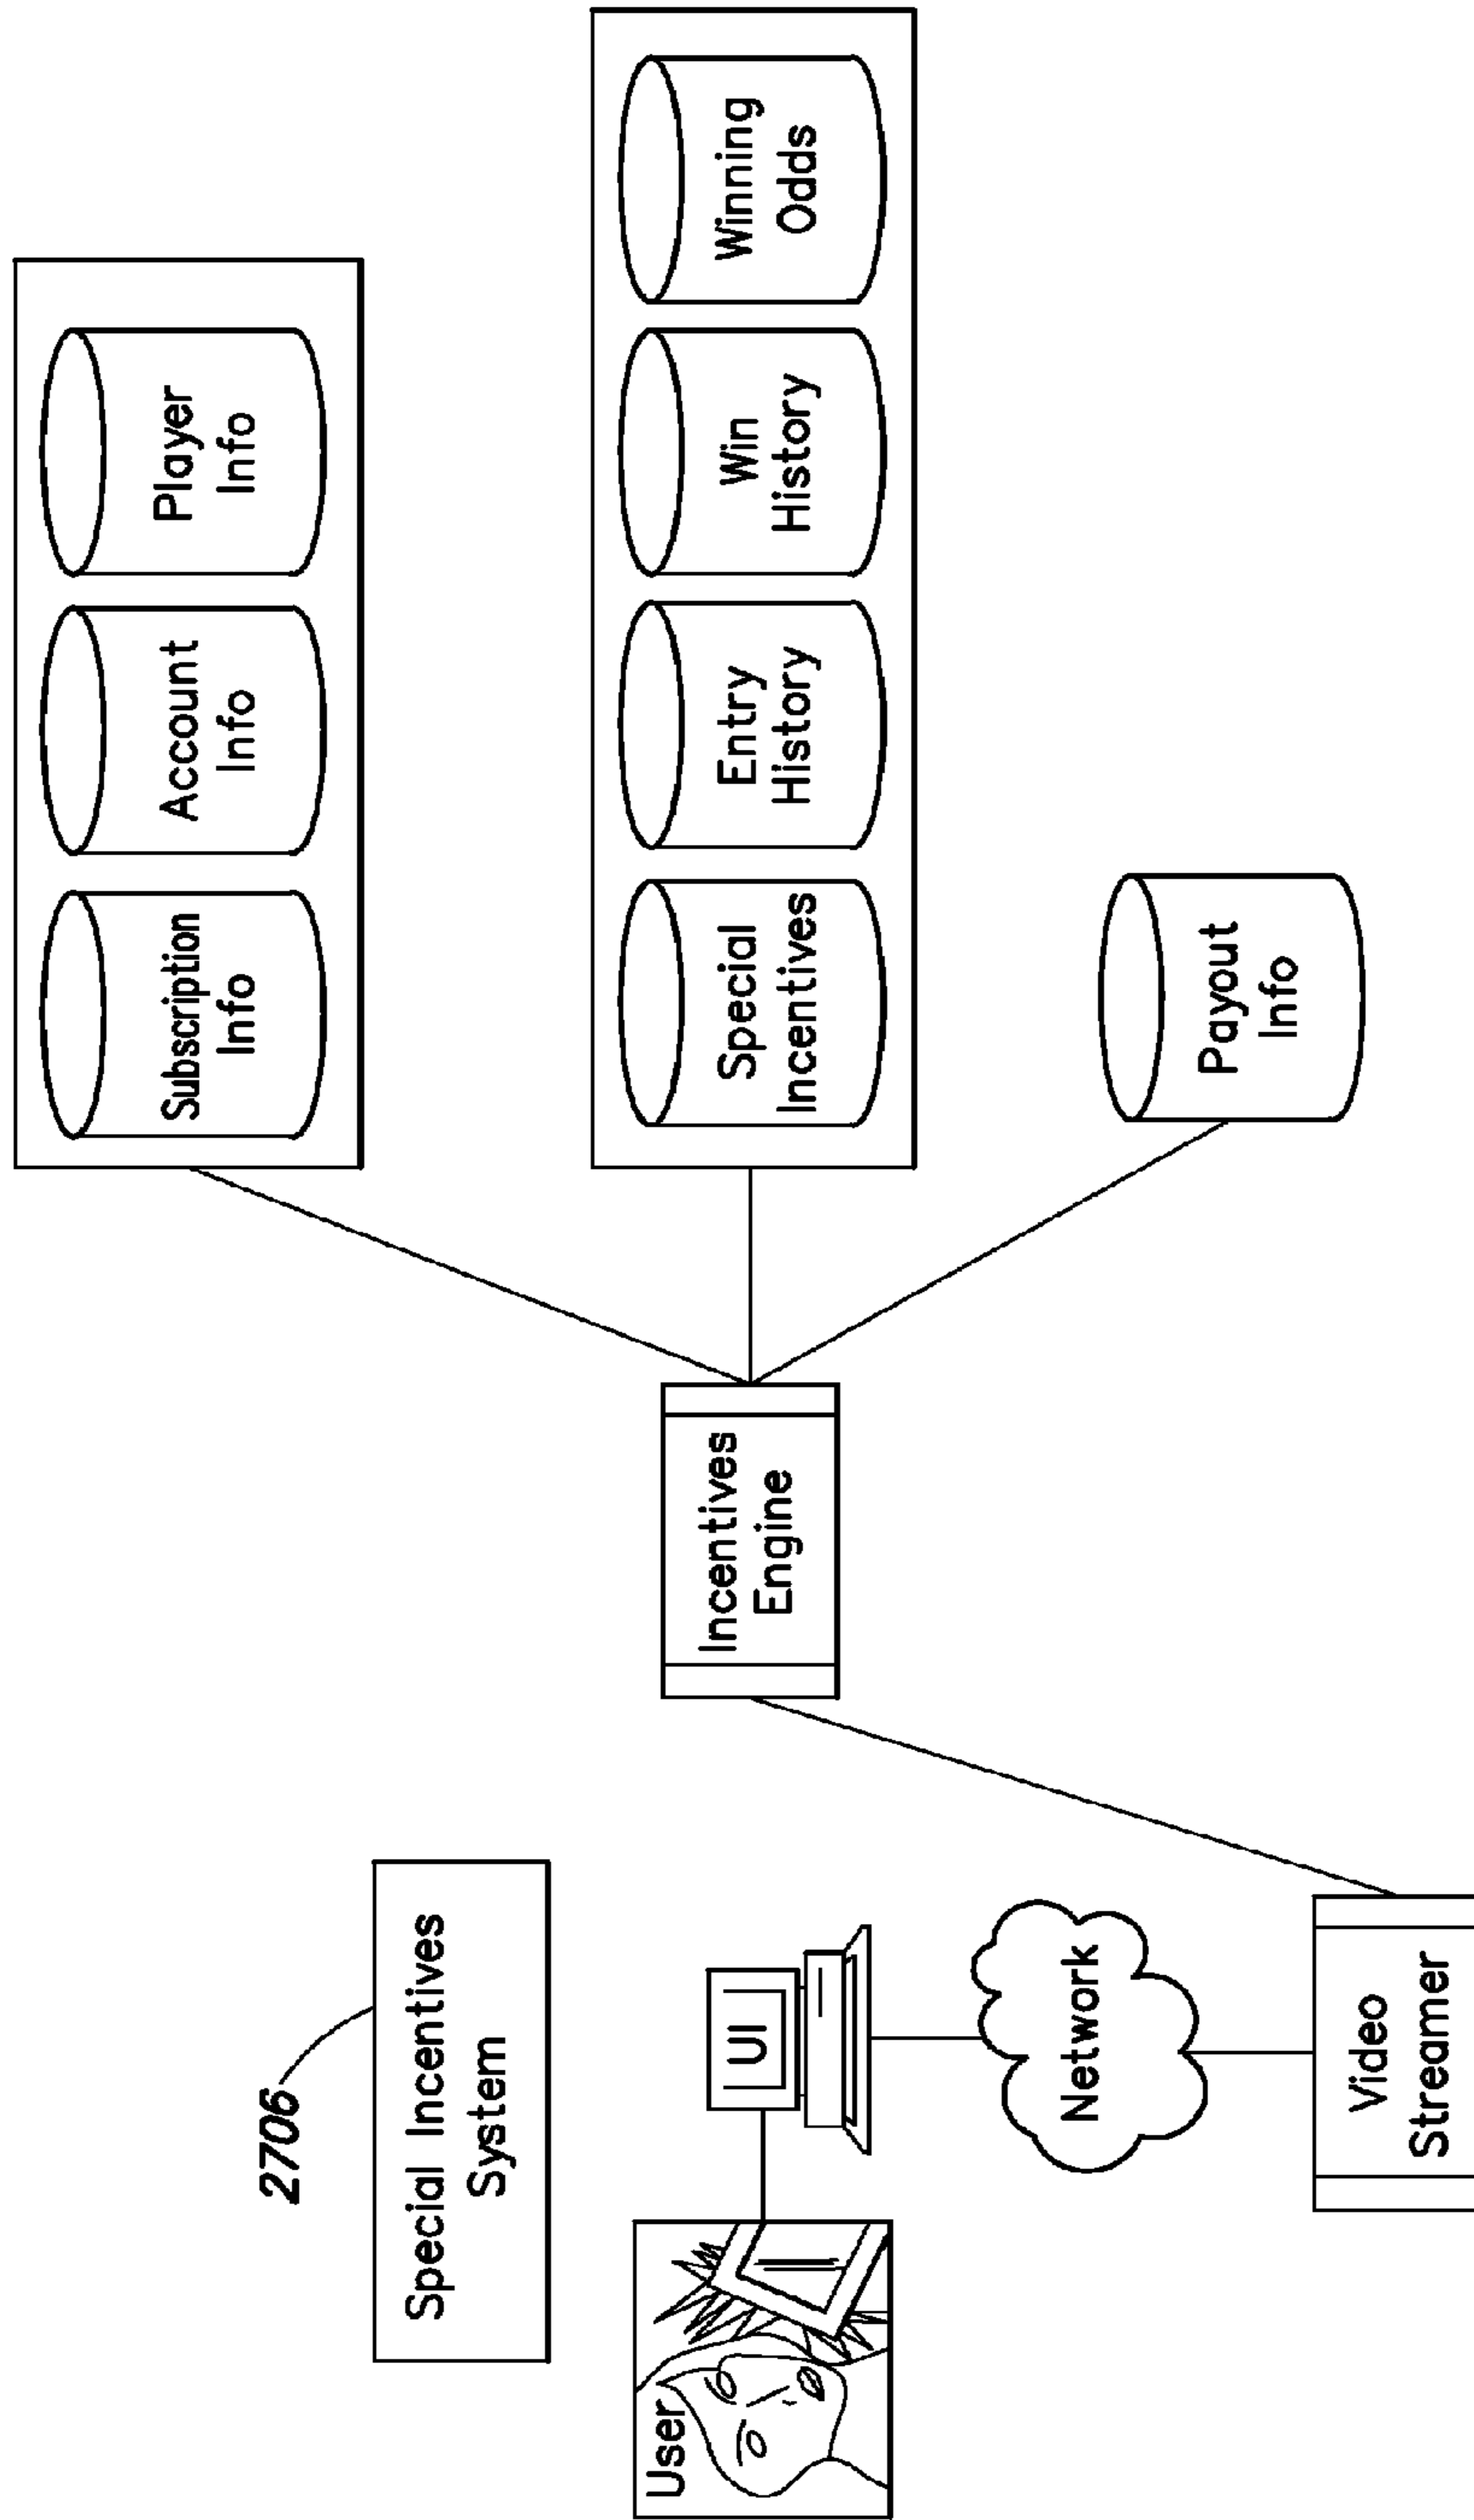 2706
Special Incentives
System
User
UI
Network
Video
Streamer
Incentives
Engine
Subscription
Info
Account
Info
Player
Info
Special
Incentives
Entry
History
Win
History
Winning
Odds
Payout
Info